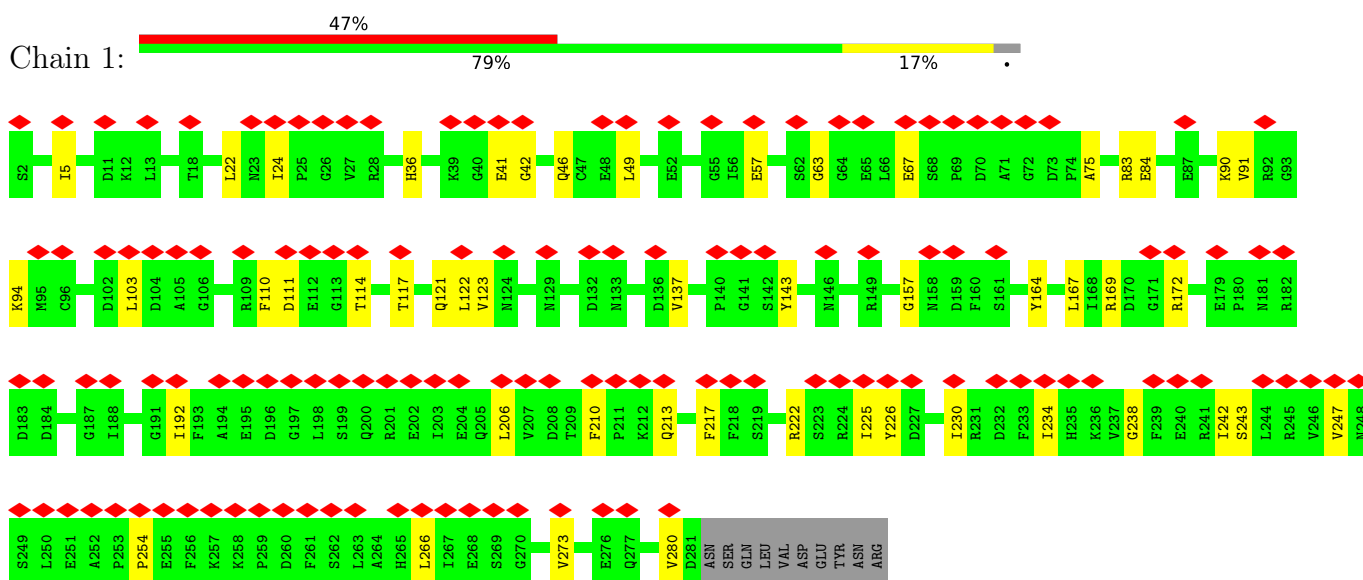 47%
Chain 1:
79% 17% •
S2 I5 D11 K12 L13 T18 L22 N23 I24 P25 G26 V27 R28 H36 K39 G40 E41 G42 Q46 C47 E48 L49 E52 G55 I56 E57 S62 G63 G64 E65 L66 E67 S68 P69 D70 A71 G72 D73 P74 A75 R83 E84 E87 K90 V91 R92 G93
K94 M95 C96 D102 L103 D104 A105 G106 R109 F110 D111 E112 G113 T114 T117 Q121 L122 V123 N124 N129 D132 N133 D136 V137 P140 G141 S142 Y143 N146 R149 G157 N158 D159 F160 S161 Y164 L167 I168 R169 D170 G171 R172 E179 P180 N181 R182
D183 D184 G187 I188 G191 I192 F193 A194 E195 D196 G197 L198 S199 Q200 R201 E202 I203 E204 Q205 L206 V207 D208 T209 F210 P211 K212 Q213 F217 F218 S219 R222 S223 R224 I225 Y226 D227 I230 R231 D232 F233 I234 H235 K236 V237 G238 F239 E240 R241 I242 S243 L244 R245 V246 V247 N248
S249 L250 E251 A252 P253 P254 E255 F256 K257 K258 P259 D260 F261 S262 L263 A264 H265 L266 I267 E268 S269 G270 V273 E276 Q277 V280 D281 ASN SER GLN LEU VAL ASP GLU TYR ASN ARG